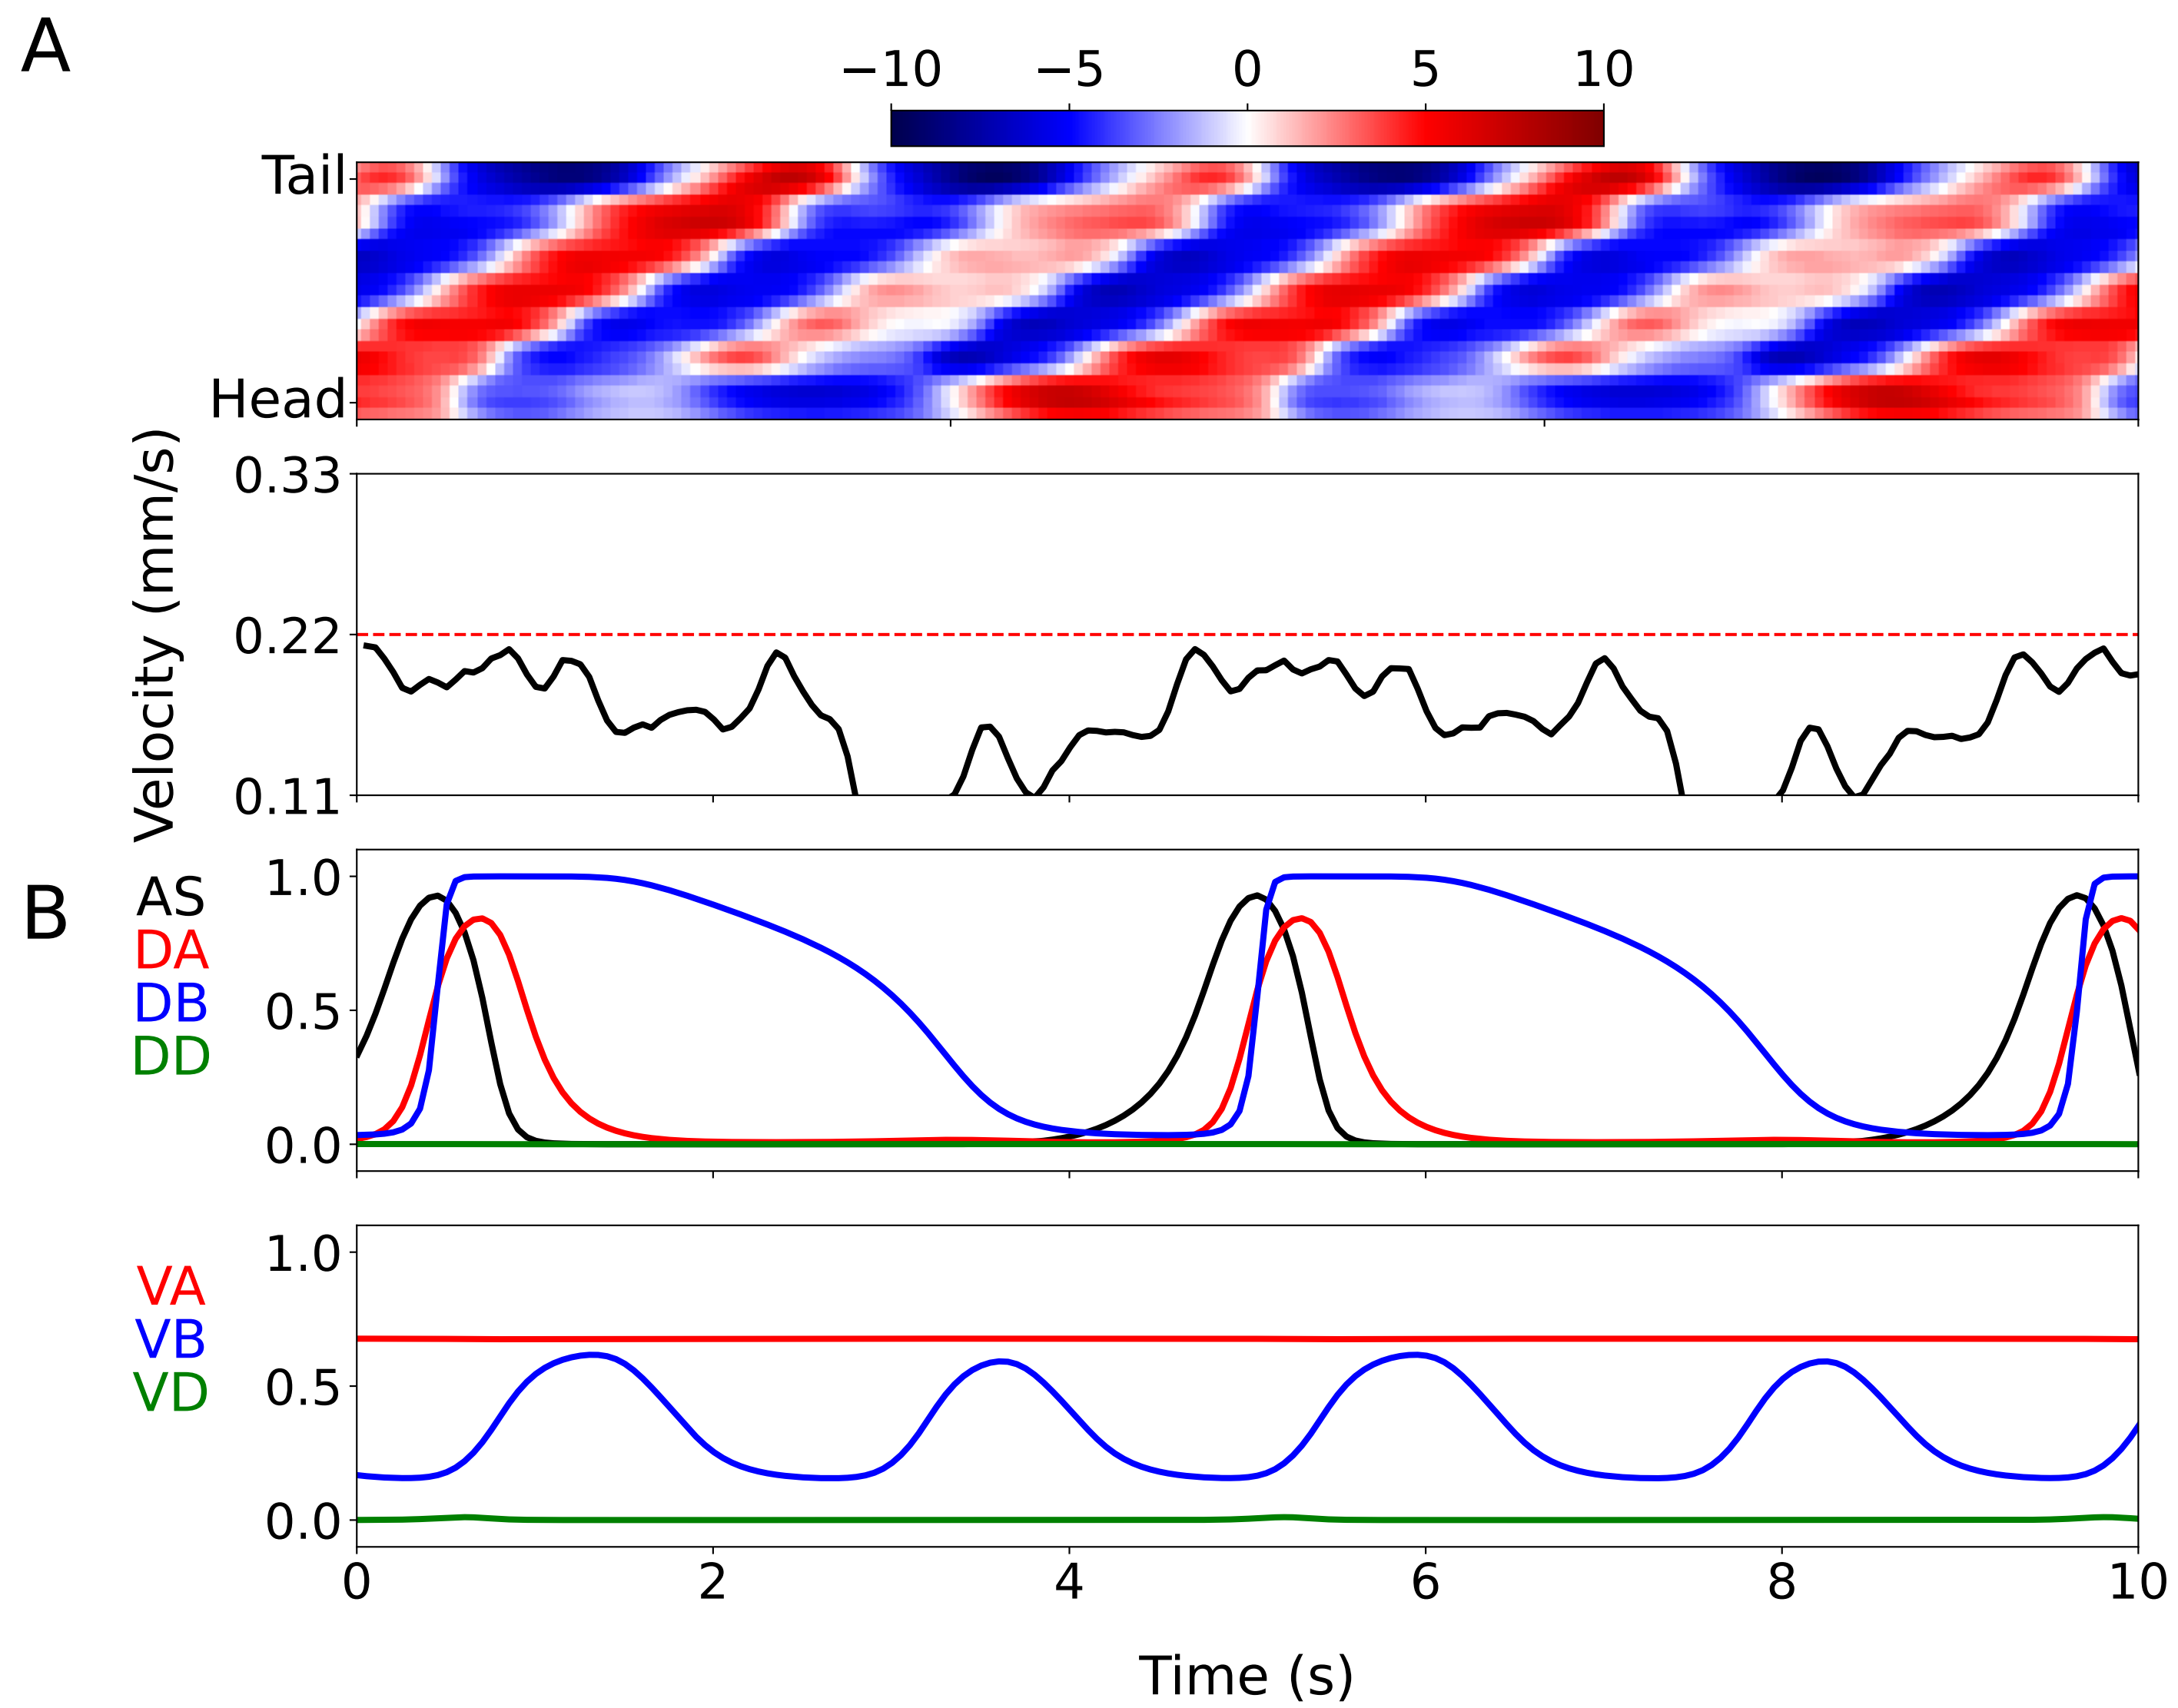 A
−10 −5 0 5 10
Tail
Head
Velocity (mm/s)
0.33
0.22
0.11
B
AS
DA
DB
DD
1.0
0.5
0.0
VA
VB
VD
1.0
0.5
0.0
0 2 4 6 8 10
Time (s)